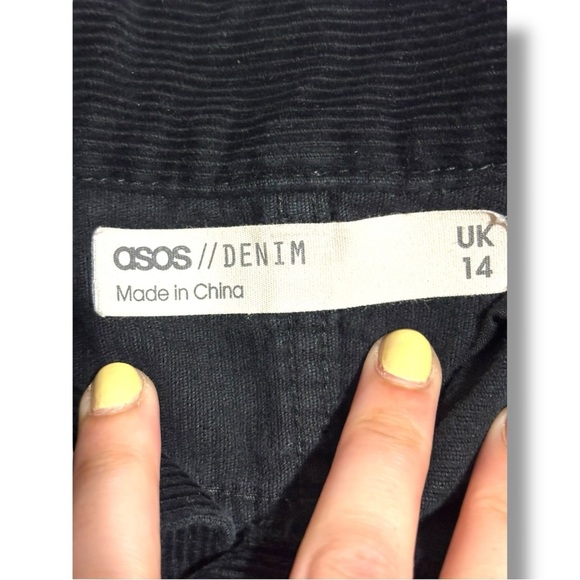 asos // DENIM
Made in China
UK
14